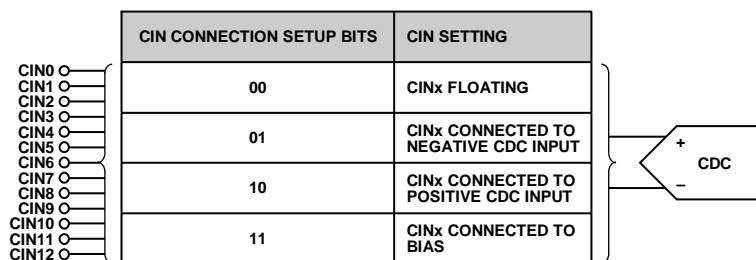 CIN CONNECTION SETUP BITS
CIN SETTING
CIN0
CIN1
CIN2
CIN3
CIN4
CIN5
CIN6
CIN7
CIN8
CIN9
CIN10
CIN11
CIN12
00
CINx FLOATING
01
CINx CONNECTED TO
NEGATIVE CDC INPUT
10
CINx CONNECTED TO
POSITIVE CDC INPUT
11
CINx CONNECTED TO
BIAS
+
–
CDC